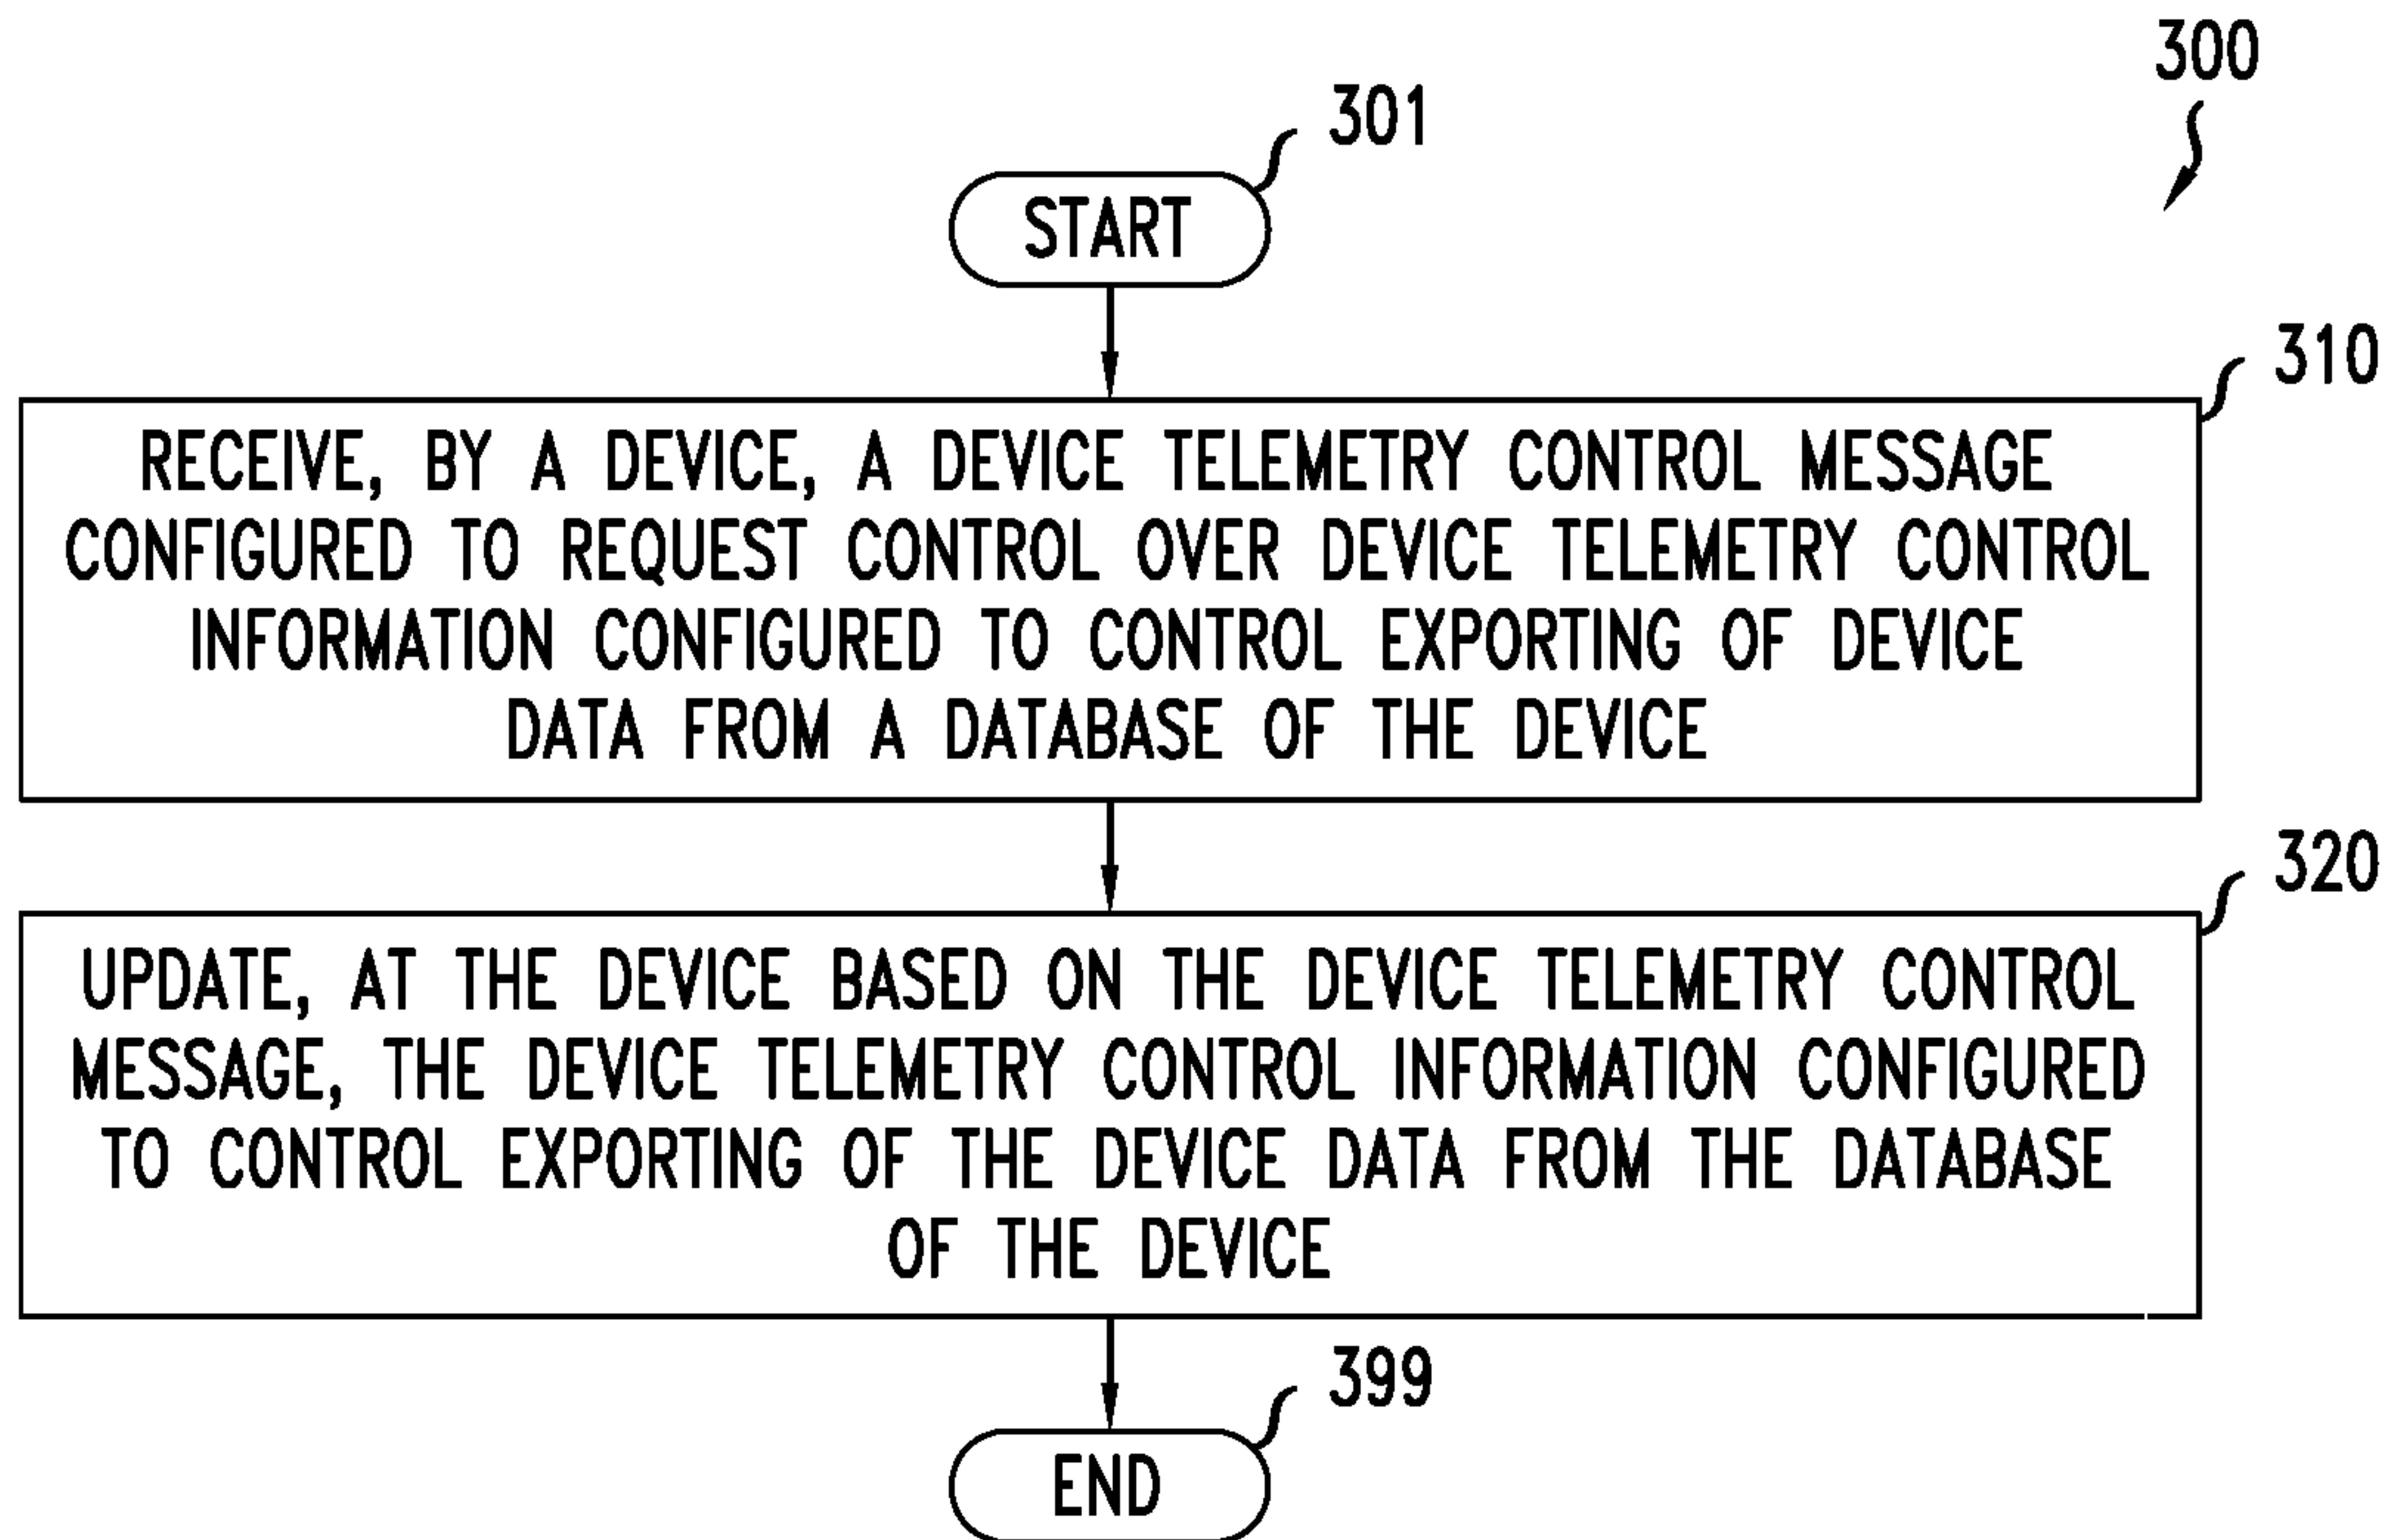 300
301
START
310
RECEIVE, BY A DEVICE, A DEVICE TELEMETRY CONTROL MESSAGE
CONFIGURED TO REQUEST CONTROL OVER DEVICE TELEMETRY CONTROL
INFORMATION CONFIGURED TO CONTROL EXPORTING OF DEVICE
DATA FROM A DATABASE OF THE DEVICE
320
UPDATE, AT THE DEVICE BASED ON THE DEVICE TELEMETRY CONTROL
MESSAGE, THE DEVICE TELEMETRY CONTROL INFORMATION CONFIGURED
TO CONTROL EXPORTING OF THE DEVICE DATA FROM THE DATABASE
OF THE DEVICE
399
END